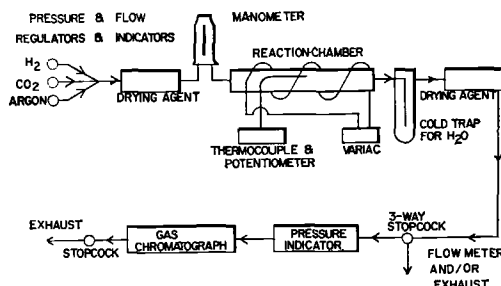 PRESSURE & FLOW
REGULATORS & INDICATORS
MANOMETER
H2
CO2
ARGON
DRYING AGENT
REACTION-CHAMBER
THERMOCOUPLE &
POTENTIOMETER
VARIAC
COLD TRAP
FOR H2O
DRYING AGENT
EXHAUST
STOPCOCK
GAS
CHROMATOGRAPH
PRESSURE
INDICATOR
3-WAY
STOPCOCK
FLOW METER
AND/OR
EXHAUST